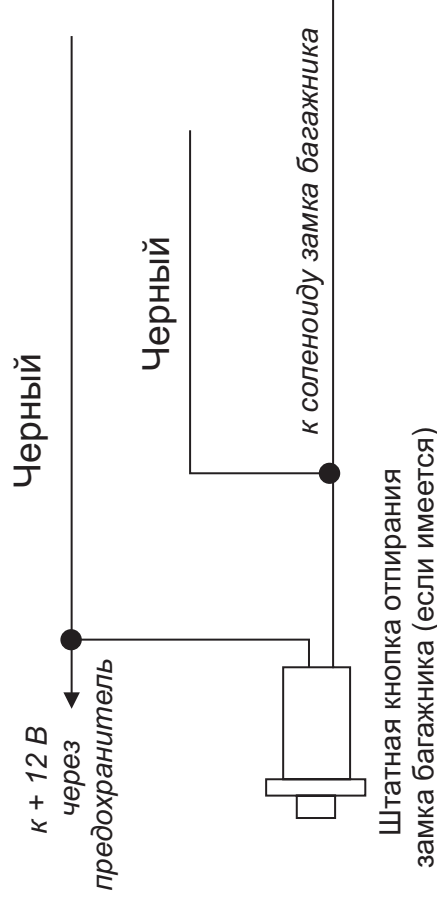 Черный
к + 12 В
через
предохранитель
Черный
к соленоиду замка багажника
Штатная кнопка отпирания
замка багажника (если имеется)